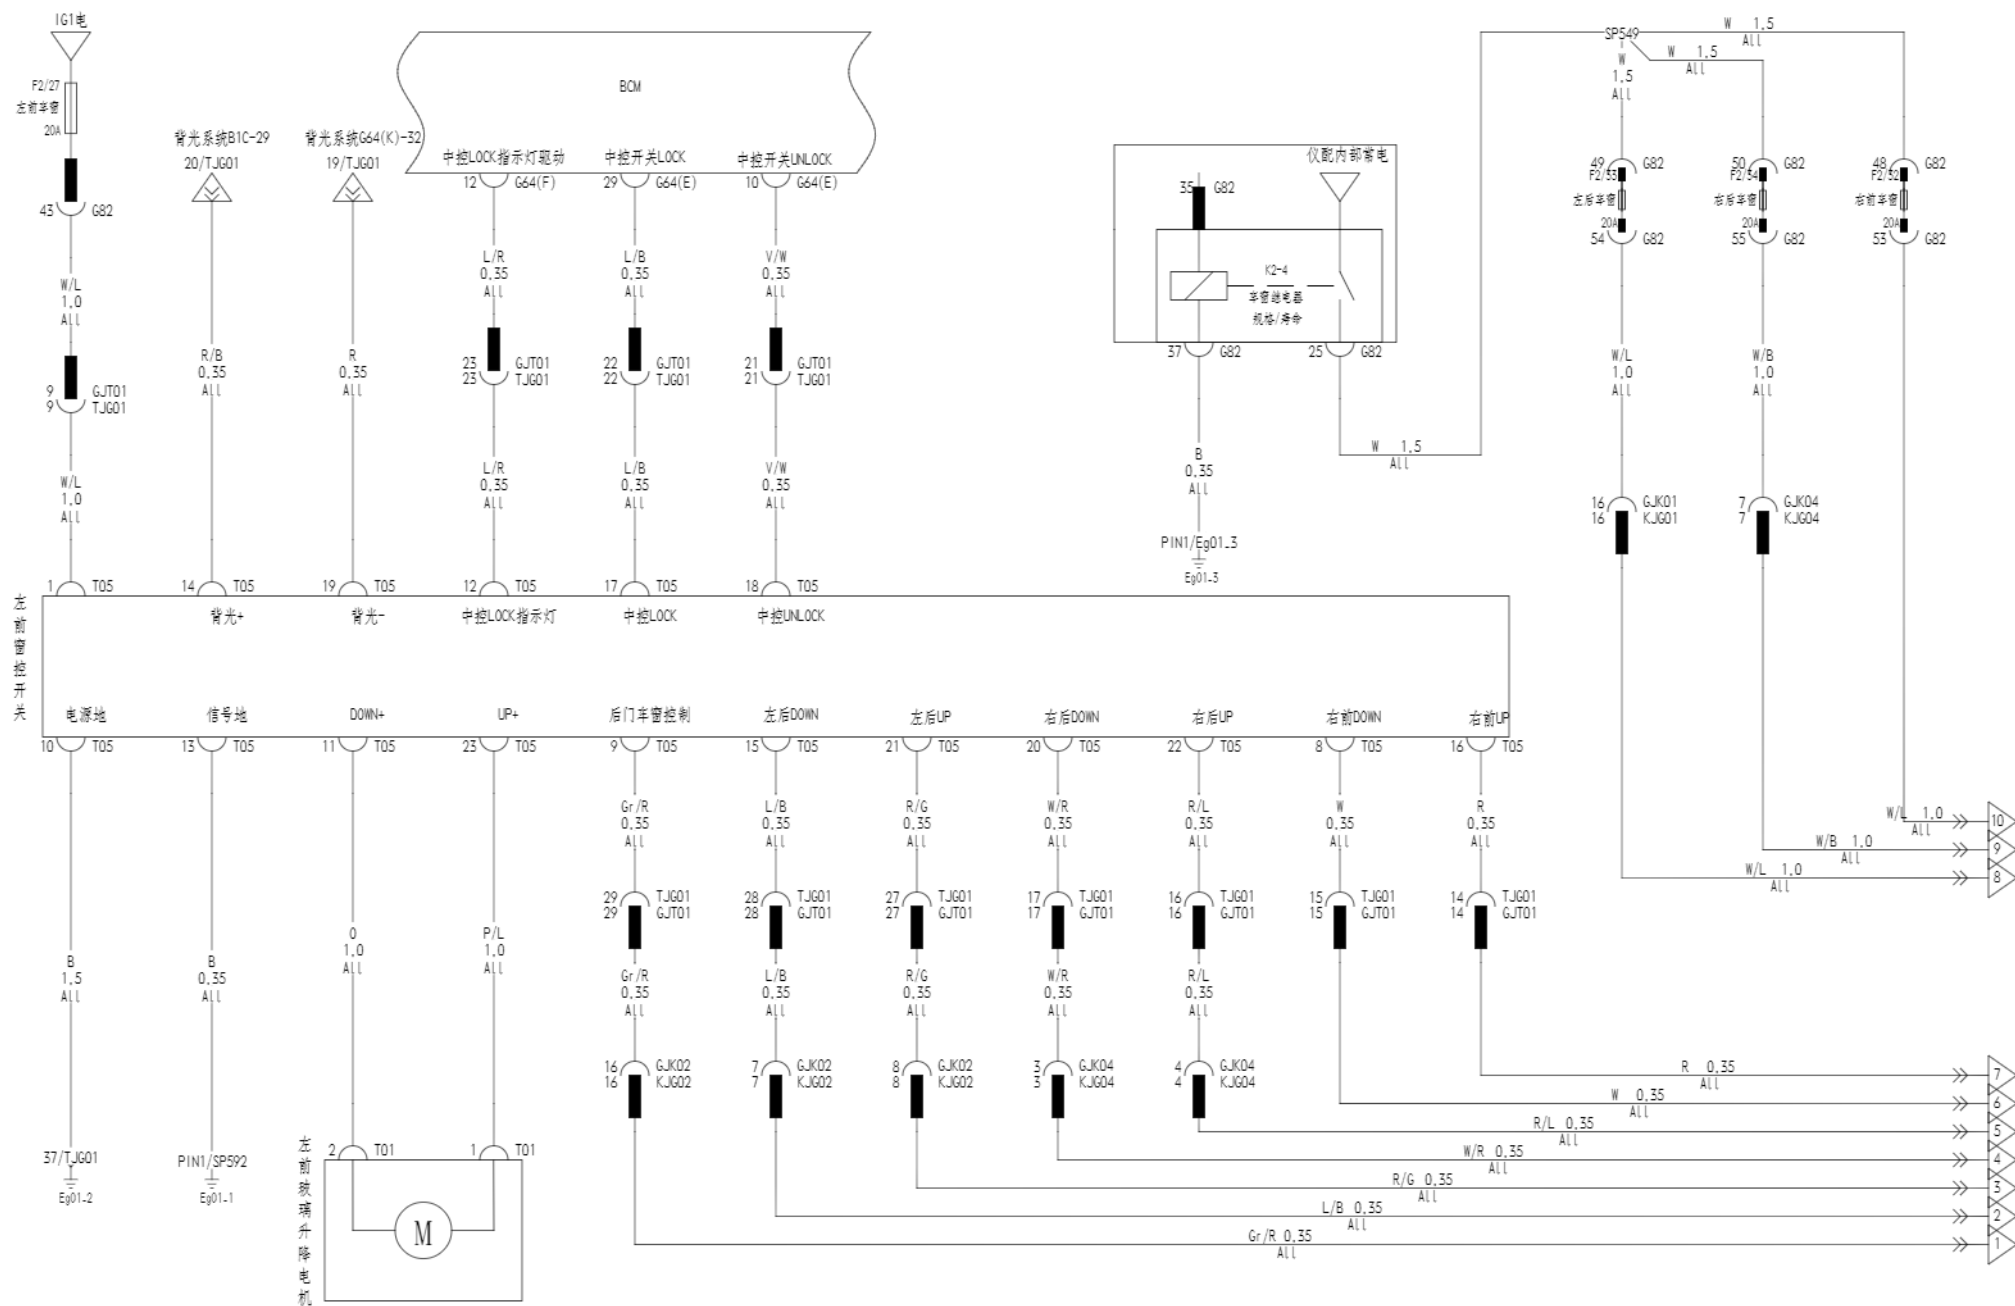 IG1电
F2/27
左前车窗
20A
43 G82
W/L
1.0
All
9 GJT01
9 TJG01
W/L
1.0
All
背光系统B1C-29
20/TJG01
R/B
0.35
All
背光系统G64(K)-32
19/TJG01
R
0.35
All
BCM
中控LOCK指示灯驱动
12 G64(F)
L/R
0.35
All
23 GJT01
23 TJG01
L/R
0.35
All
中控开关LOCK
29 G64(E)
L/B
0.35
All
22 GJT01
22 TJG01
L/B
0.35
All
中控开关UNLOCK
10 G64(E)
V/W
0.35
All
21 GJT01
21 TJG01
V/W
0.35
All
仪配内部常电
35 G82
K2-4
车窗继电器
规格/寿命
37 G82
25 G82
B
0.35
All
PIN1/Eg01_3
Eg01-3
W 1.5
All
SP549
W 1.5
All
W 1.5
All
W
1.5
All
49 G82
F2/33
左后车窗
20A
54 G82
50 G82
F2/34
右后车窗
20A
55 G82
48 G82
F2/32
右前车窗
20A
53 G82
W/L
1.0
All
W/B
1.0
All
16 GJK01
16 KJG01
7 GJK04
7 KJG04
W/L 1.0
All
10
W/B 1.0
All
9
W/L 1.0
All
8
左前窗控开关
1 T05
14 T05
19 T05
12 T05
17 T05
18 T05
背光+
背光-
中控LOCK指示灯
中控LOCK
中控UNLOCK
电源地
信号地
DOWN+
UP+
后门车窗控制
左后DOWN
左后UP
右后DOWN
右后UP
右前DOWN
右前UP
10 T05
13 T05
11 T05
23 T05
9 T05
15 T05
21 T05
20 T05
22 T05
8 T05
16 T05
B
1.5
All
37/TJG01
Eg01-2
B
0.35
All
PIN1/SP592
Eg01-1
O
1.0
All
P/L
1.0
All
2 T01
1 T01
左前玻璃升降电机
M
Gr/R
0.35
All
29 TJG01
29 GJT01
Gr/R
0.35
All
16 GJK02
16 KJG02
L/B
0.35
All
28 TJG01
28 GJT01
L/B
0.35
All
7 GJK02
7 KJG02
R/G
0.35
All
27 TJG01
27 GJT01
R/G
0.35
All
8 GJK02
8 KJG02
W/R
0.35
All
17 TJG01
17 GJT01
W/R
0.35
All
3 GJK04
3 KJG04
R/L
0.35
All
16 TJG01
16 GJT01
R/L
0.35
All
4 GJK04
4 KJG04
W
0.35
All
15 TJG01
15 GJT01
R
0.35
All
14 TJG01
14 GJT01
R 0.35
All
7
W 0.35
All
6
R/L 0.35
All
5
W/R 0.35
All
4
R/G 0.35
All
3
L/B 0.35
All
2
Gr/R 0.35
All
1